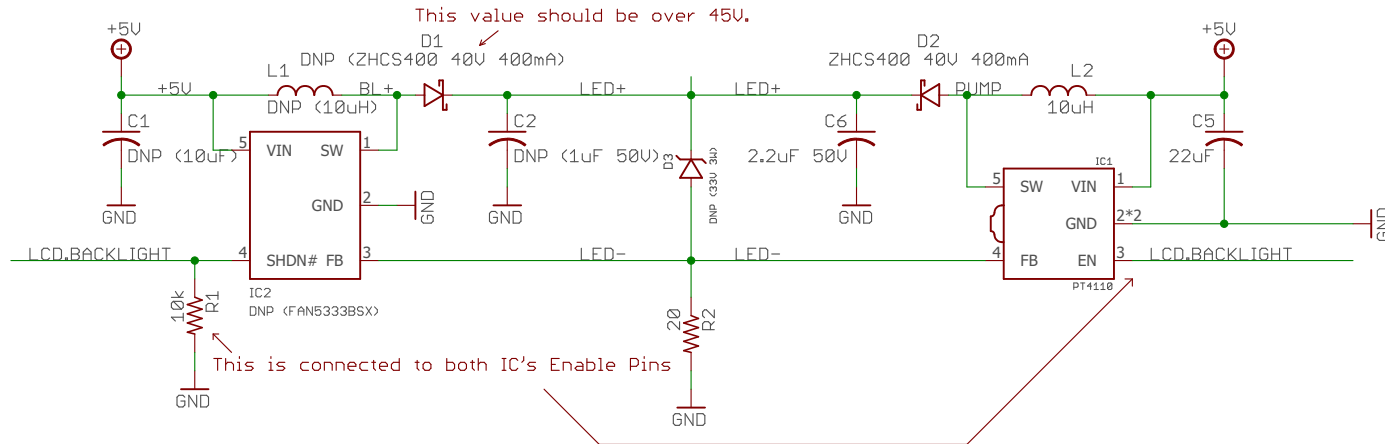 This value should be over 45V.
+5V
D1
DNP (ZHCS400 40V 400mA)
D2
ZHCS400 40V 400mA
+5V
L1
+5V
BL+
DNP (10uH)
LED+
LED+
PUMP
L2
10uH
C1
DNP (10uF)
5
VIN
SW
1
GND
2
GND
4
SHDN#
FB
3
IC2
DNP (FAN5333BSX)
C2
DNP (1uF 50V)
GND
GND
D3
DNP (33V 3W)
C6
2.2uF 50V
GND
IC1
5
SW
VIN
1
GND
2*2
4
FB
EN
3
PT4110
C5
22uF
GND
LCD.BACKLIGHT
LED-
LED-
LCD.BACKLIGHT
10k
R1
GND
20
R2
GND
This is connected to both IC's Enable Pins